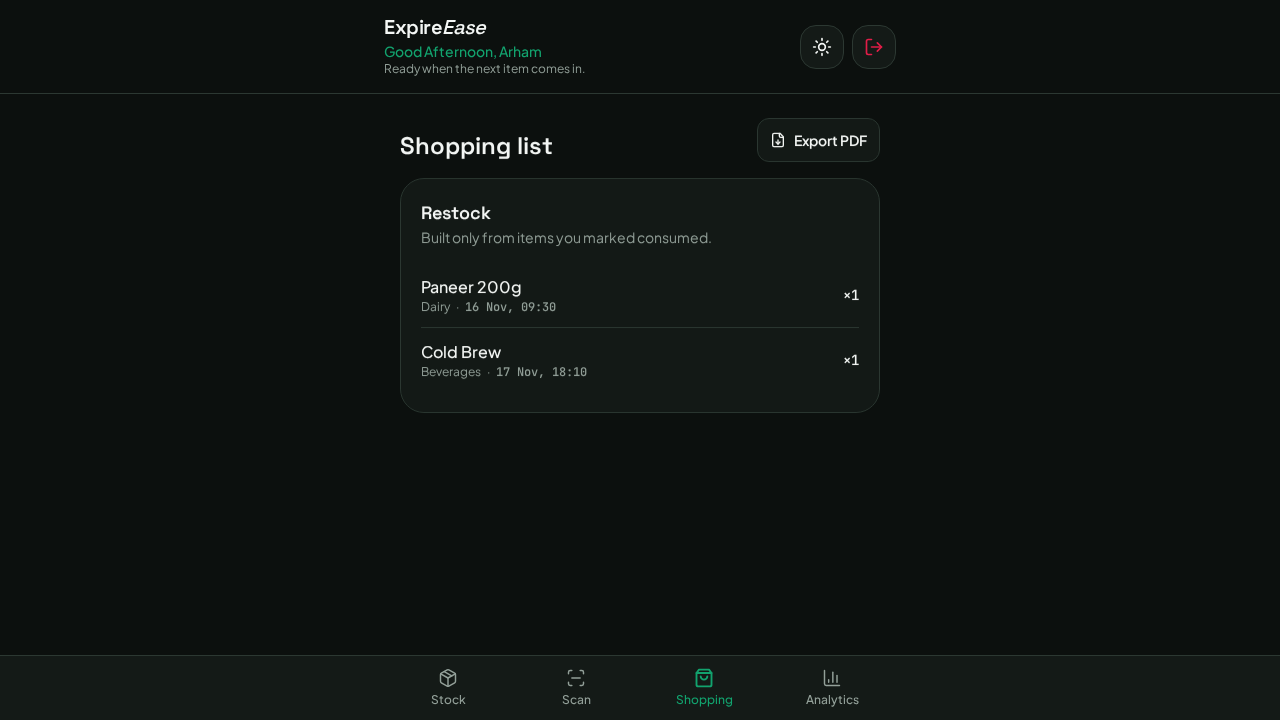 ExpireEase
Good Afternoon, Arham
Ready when the next item comes in.
Shopping list
Export PDF
Restock
Built only from items you marked consumed.
Paneer 200g
Dairy · 16 Nov, 09:30
×1
Cold Brew
Beverages · 17 Nov, 18:10
×1
Stock
Scan
Shopping
Analytics